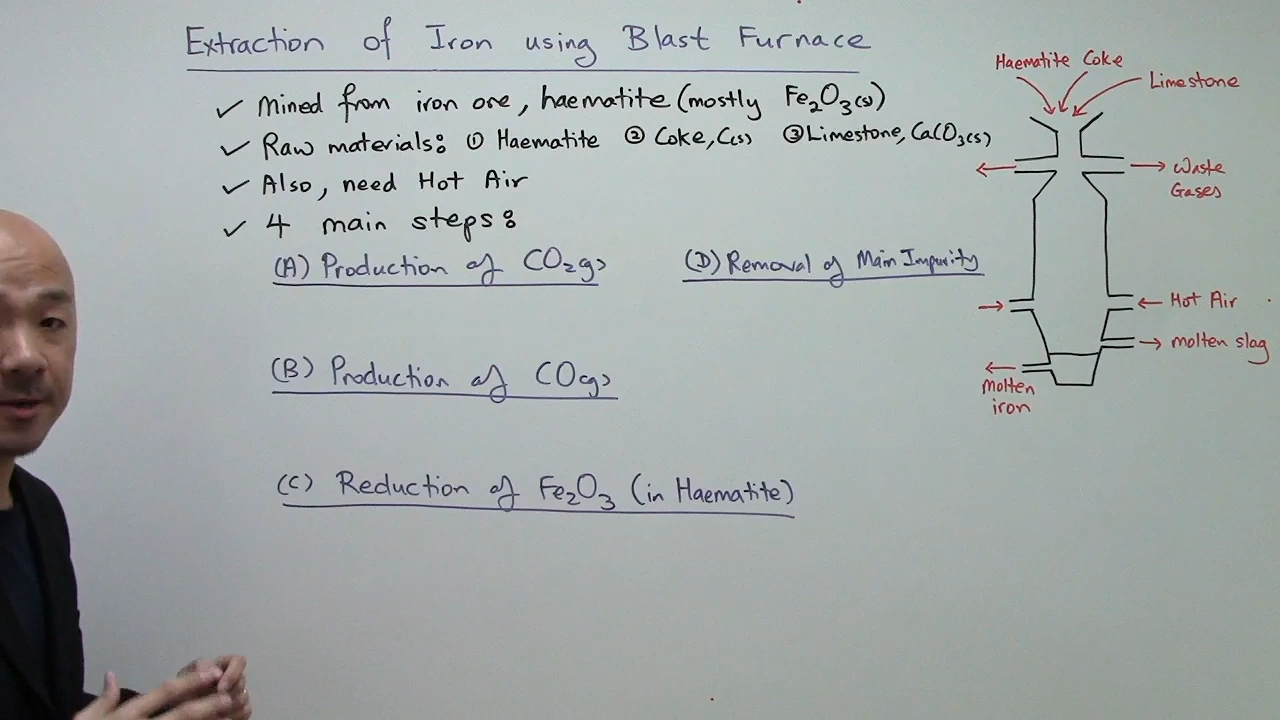 Extraction of Iron using Blast Furnace
✓ Mined from iron ore, haematite (mostly Fe₂O₃(s))
✓ Raw materials: ① Haematite ② Coke, C(s) ③ Limestone, CaCO₃(s)
✓ Also, need Hot Air
✓ 4 main steps:
(A) Production of CO₂(g)
(D) Removal of Main Impurity
(B) Production of CO(g)
(C) Reduction of Fe₂O₃ (in Haematite)
Haematite Coke
Limestone
Waste
Gases
Hot Air
molten slag
Molten
iron